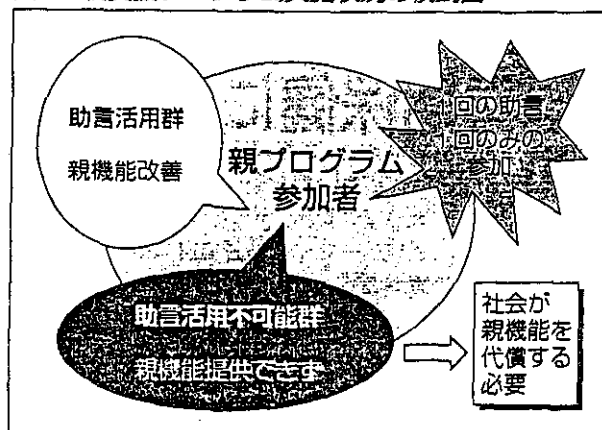 助言活用群
親機能改善
親プログラム
参加者
1回の助言
1回のみの
参加
助言活用不可能群
親機能提供できず
社会が
親機能を
代償する
必要